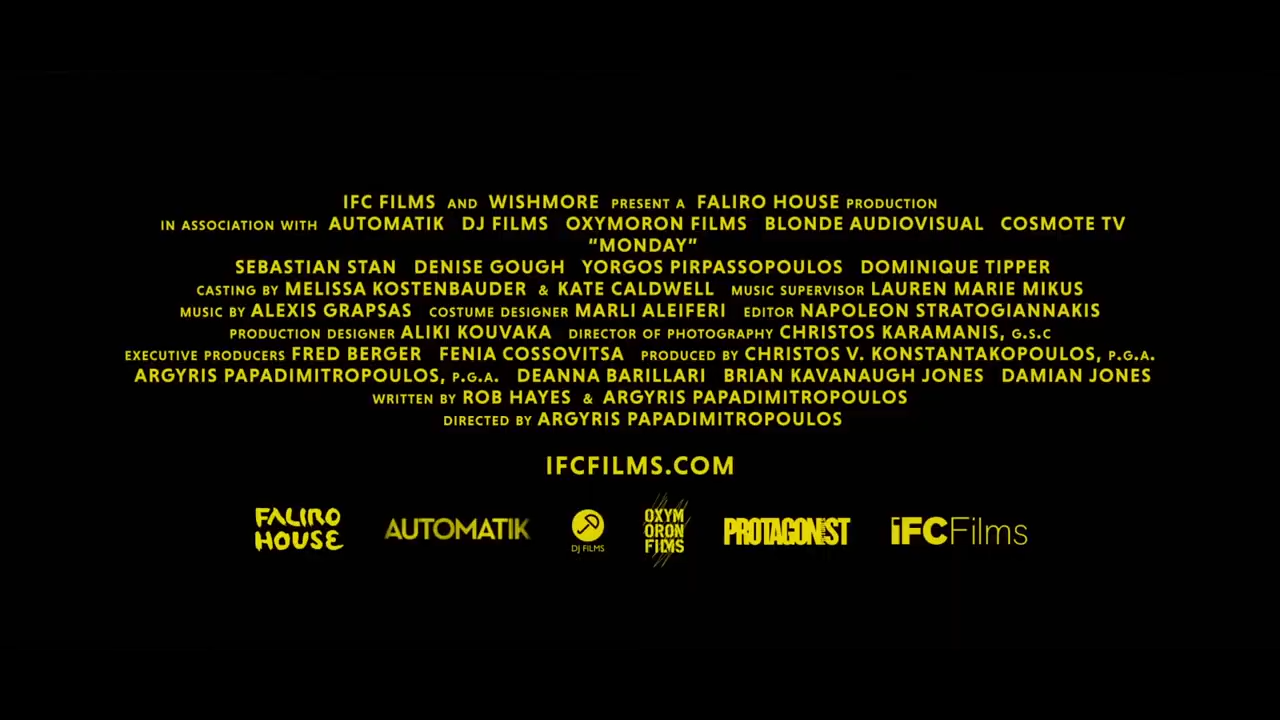 IFC FILMS AND WISHMORE PRESENT A FALIRO HOUSE PRODUCTION
IN ASSOCIATION WITH AUTOMATIK DJ FILMS OXYMORON FILMS BLONDE AUDIOVISUAL COSMOTE TV
“MONDAY”
SEBASTIAN STAN DENISE GOUGH YORGOS PIRPASSOPOULOS DOMINIQUE TIPPER
CASTING BY MELISSA KOSTENBAUDER & KATE CALDWELL MUSIC SUPERVISOR LAUREN MARIE MIKUS
MUSIC BY ALEXIS GRAPSAS COSTUME DESIGNER MARLI ALEIFERI EDITOR NAPOLEON STRATOGIANNAKIS
PRODUCTION DESIGNER ALIKI KOUVAKA DIRECTOR OF PHOTOGRAPHY CHRISTOS KARAMANIS, G.S.C
EXECUTIVE PRODUCERS FRED BERGER FENIA COSSOVITSA PRODUCED BY CHRISTOS V. KONSTANTAKOPOULOS, P.G.A.
ARGYRIS PAPADIMITROPOULOS, P.G.A. DEANNA BARILLARI BRIAN KAVANAUGH JONES DAMIAN JONES
WRITTEN BY ROB HAYES & ARGYRIS PAPADIMITROPOULOS
DIRECTED BY ARGYRIS PAPADIMITROPOULOS
IFCFILMS.COM
FALIRO HOUSE
AUTOMATIK
DJ FILMS
OXYMORON FILMS
PROTAGONIST
IFC Films